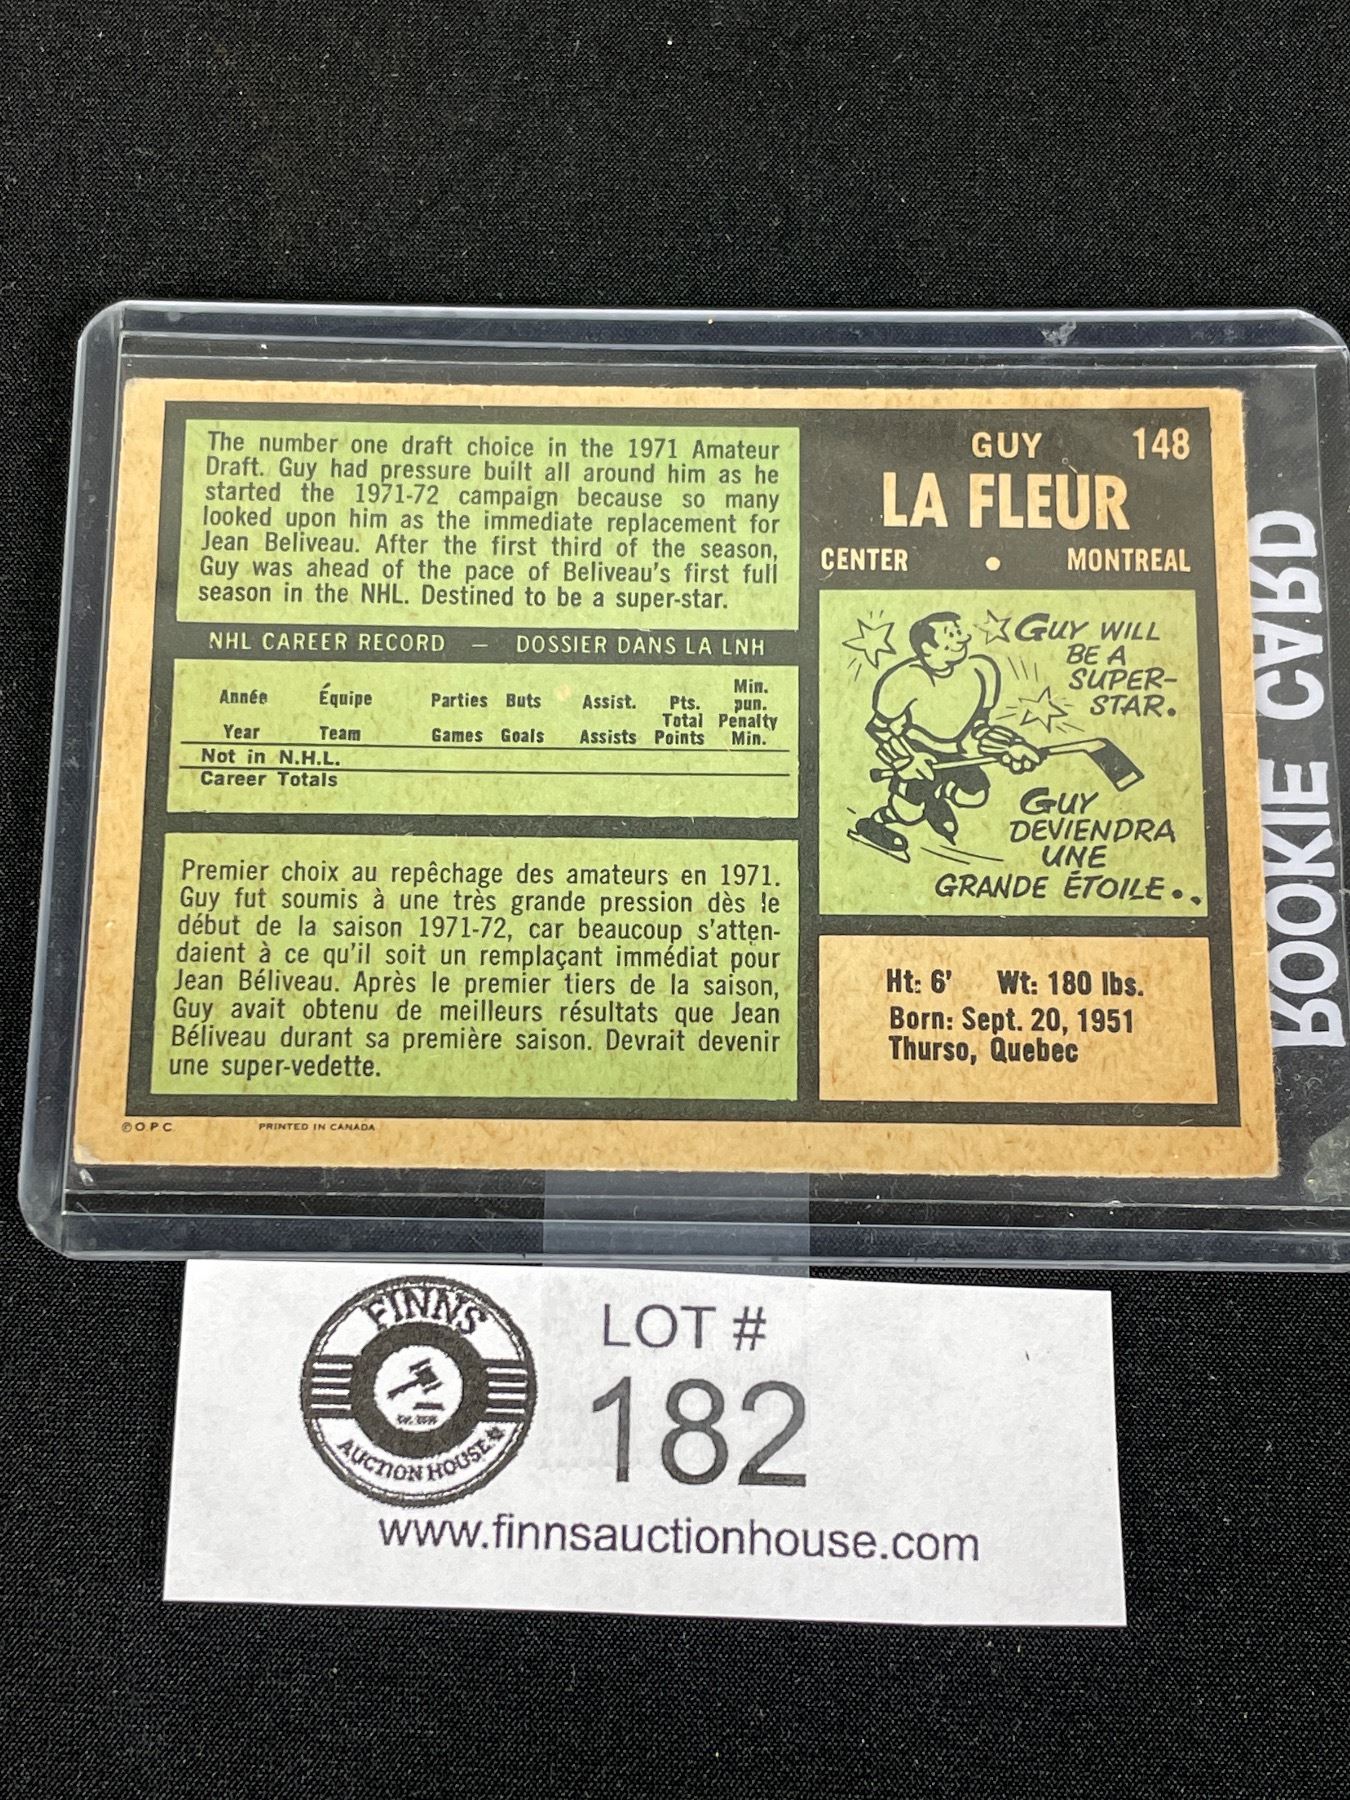 The number one draft choice in the 1971 Amateur
Draft. Guy had pressure built all around him as he
started the 1971-72 campaign because so many
looked upon him as the immediate replacement for
Jean Beliveau. After the first third of the season,
Guy was ahead of the pace of Beliveau's first full
season in the NHL. Destined to be a super-star.
NHL CAREER RECORD — DOSSIER DANS LA LNH
Année Équipe Parties Buts Assist. Pts. Min. pun.
Year Team Games Goals Assists Total Points Penalty Min.
Not in N.H.L.
Career Totals
Premier choix au repêchage des amateurs en 1971.
Guy fut soumis à une très grande pression dès le
début de la saison 1971-72, car beaucoup s'atten-
daient à ce qu'il soit un remplaçant immédiat pour
Jean Béliveau. Après le premier tiers de la saison,
Guy avait obtenu de meilleurs résultats que Jean
Béliveau durant sa première saison. Devrait devenir
une super-vedette.
©O.P.C. PRINTED IN CANADA
GUY 148
LA FLEUR
CENTER • MONTREAL
GUY WILL
BE A
SUPER-
STAR.
GUY
DEVIENDRA
UNE
GRANDE ÉTOILE..
Ht: 6' Wt: 180 lbs.
Born: Sept. 20, 1951
Thurso, Quebec
ROOKIE CARD
FINNS
AUCTION HOUSE
LOT #
182
www.finnsauctionhouse.com